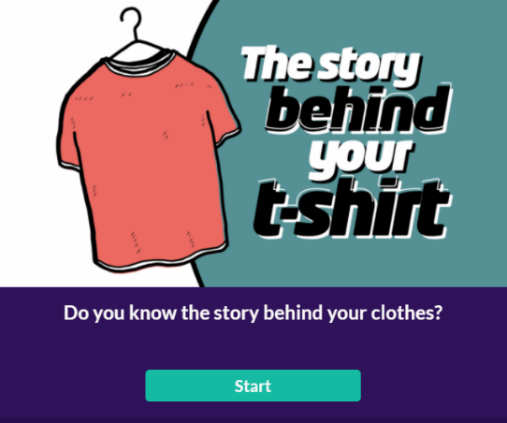 The story
behind
your
t-shirt
Do you know the story behind your clothes?
Start